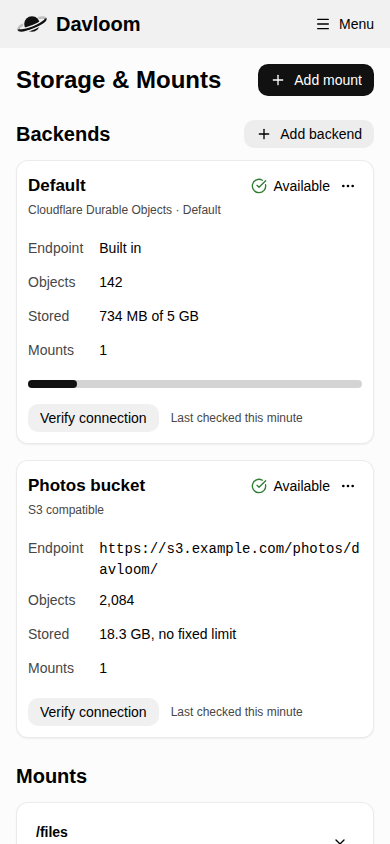 Davloom
Menu
Storage & Mounts
Add mount
Backends
Add backend
Default
Available
Cloudflare Durable Objects · Default
Endpoint Built in
Objects 142
Stored 734 MB of 5 GB
Mounts 1
Verify connection
Last checked this minute
Photos bucket
Available
S3 compatible
Endpoint https://s3.example.com/photos/d
avloom/
Objects 2,084
Stored 18.3 GB, no fixed limit
Mounts 1
Verify connection
Last checked this minute
Mounts
/files